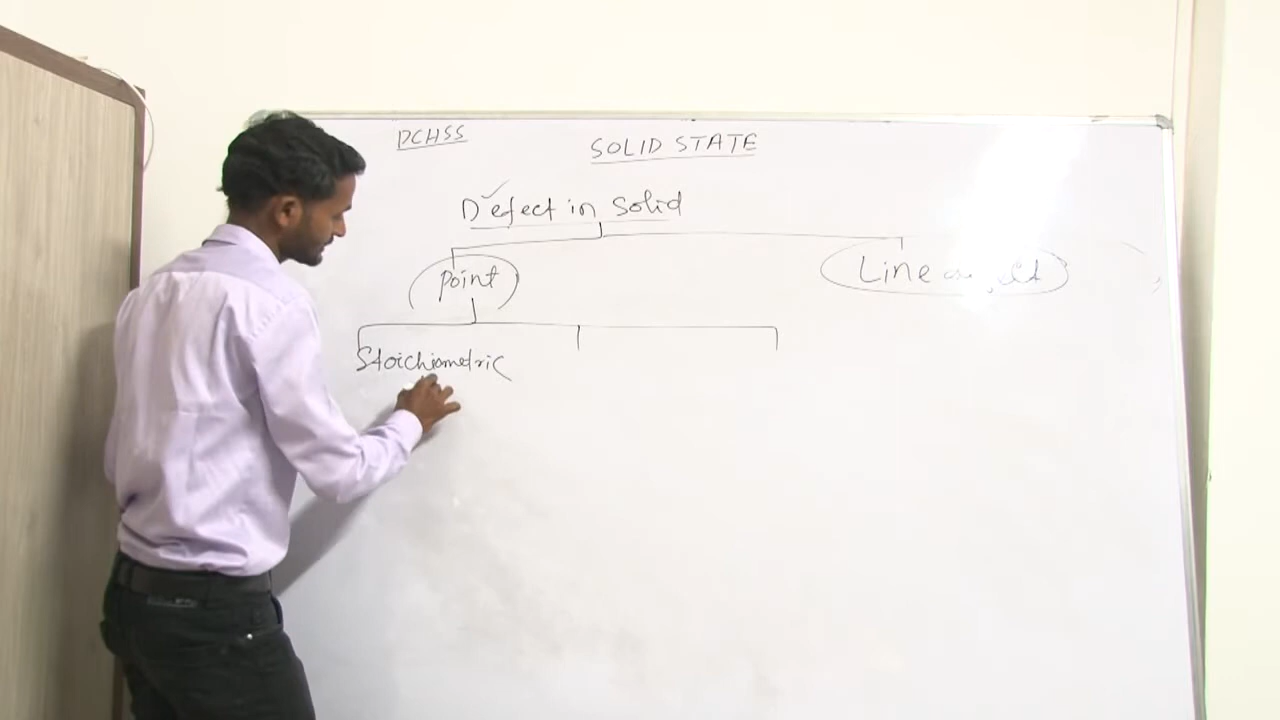 DCHSS
SOLID STATE
Defect in Solid
Point
Line
Stoichiometric